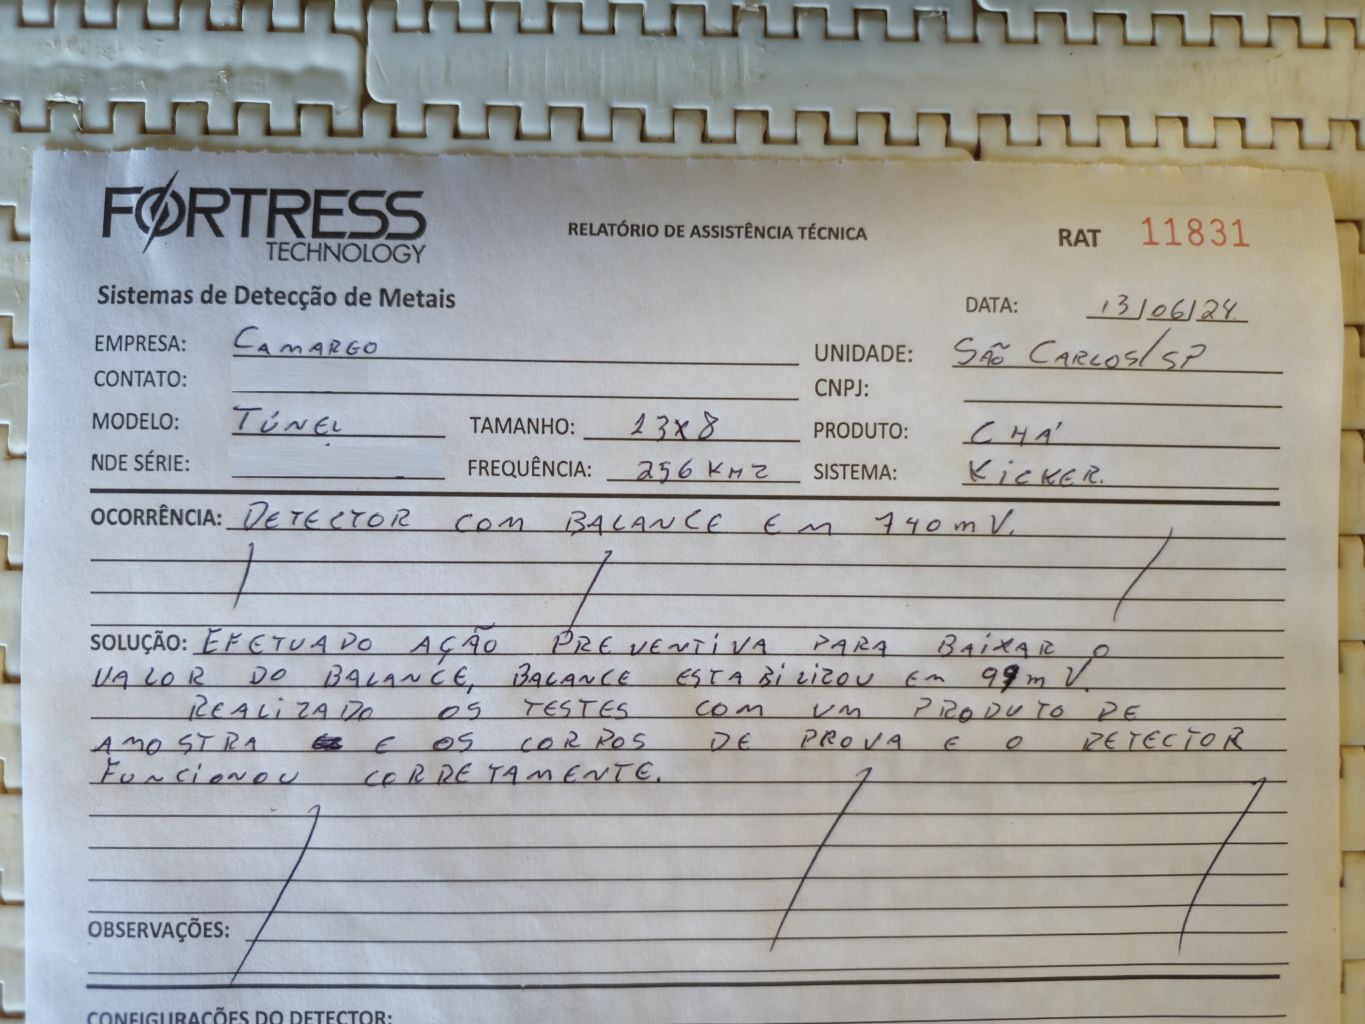 FORTRESS
TECHNOLOGY
RELATÓRIO DE ASSISTÊNCIA TÉCNICA
RAT 11831
Sistemas de Detecção de Metais
DATA: 13/06/24
EMPRESA: CAMARGO
UNIDADE: SÃO CARLOS/SP
CONTATO:
CNPJ:
MODELO: TÚNEL TAMANHO: 13X8 PRODUTO: CHÁ
NDE SÉRIE: FREQUÊNCIA: 256 KHZ SISTEMA: KICKER.
OCORRÊNCIA: DETECTOR COM BALANCE EM 740mV.
SOLUÇÃO: EFETUADO AÇÃO PREVENTIVA PARA BAIXAR O
VALOR DO BALANCE, BALANCE ESTABILIZOU EM 99mV.
REALIZADO OS TESTES COM UM PRODUTO DE
AMOSTRA E OS CORPOS DE PROVA E O DETECTOR
FUNCIONOU CORRETAMENTE.
OBSERVAÇÕES:
CONFIGURAÇÕES DO DETECTOR: